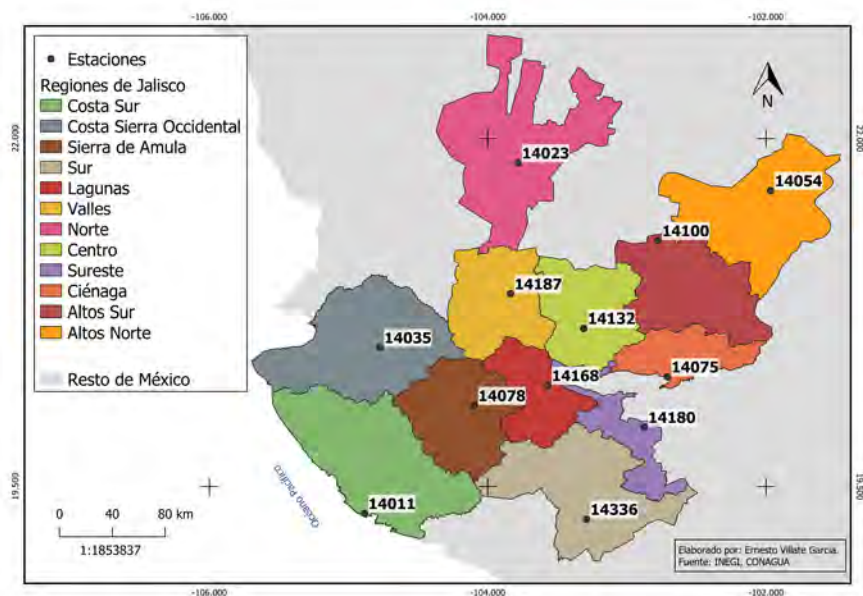 -106.000
-104.000
-102.000
Estaciones
Regiones de Jalisco
Costa Sur
Costa Sierra Occidental
Sierra de Amula
Sur
Lagunas
Valles
Norte
Centro
Sureste
Ciénaga
Altos Sur
Altos Norte
Resto de México
N
22.000
22.000
14023
14054
14100
14187
14132
14035
14168
14075
14078
14180
19.500
19.500
14011
14336
Océano Pacífico
0 40 80 km
1:1853837
Elaborado por: Ernesto Villate García.
Fuente: INEGI, CONAGUA
-106.000
-104.000
-102.000